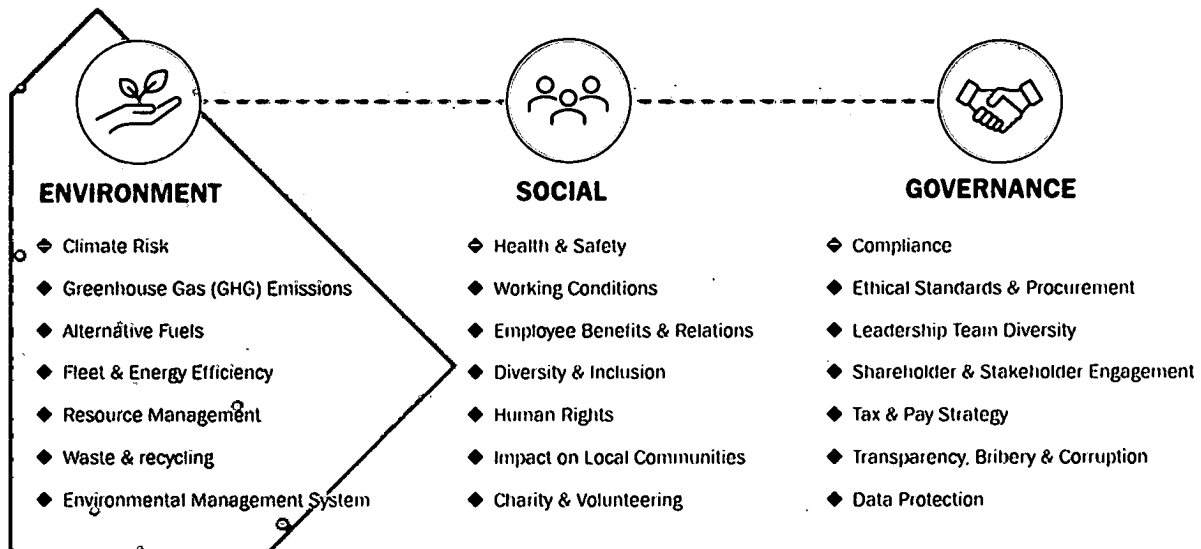 ENVIRONMENT
Climate Risk
Greenhouse Gas (GHG) Emissions
Alternative Fuels
Fleet & Energy Efficiency
Resource Management
Waste & recycling
Environmental Management System
SOCIAL
Health & Safety
Working Conditions
Employee Benefits & Relations
Diversity & Inclusion
Human Rights
Impact on Local Communities
Charity & Volunteering
GOVERNANCE
Compliance
Ethical Standards & Procurement
Leadership Team Diversity
Shareholder & Stakeholder Engagement
Tax & Pay Strategy
Transparency, Bribery & Corruption
Data Protection